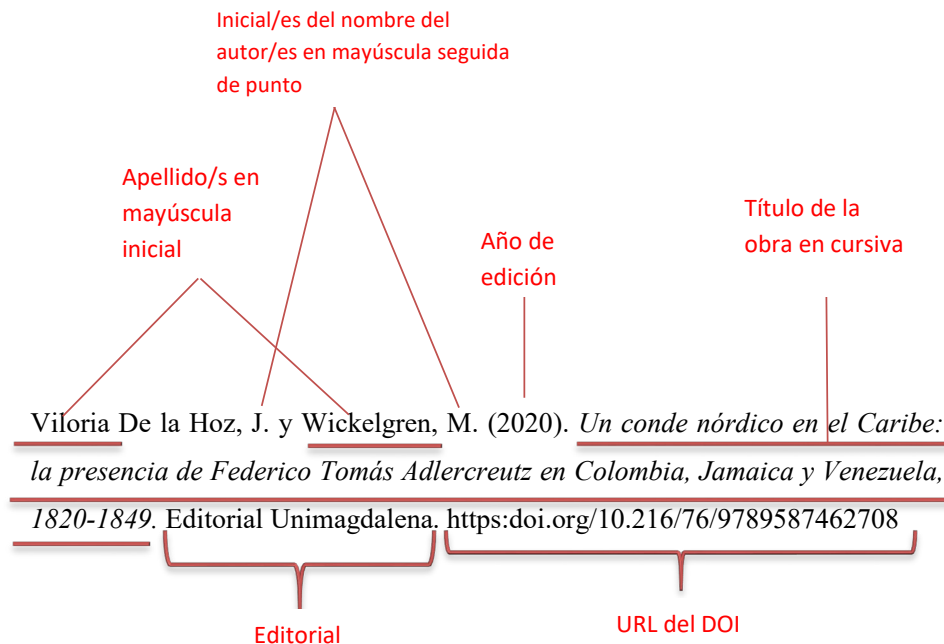 Inicial/es del nombre del
autor/es en mayúscula seguida
de punto
Apellido/s en
mayúscula
inicial
Año de
edición
Título de la
obra en cursiva
Viloria De la Hoz, J. y Wickelgren, M. (2020). Un conde nórdico en el Caribe:
la presencia de Federico Tomás Adlercreutz en Colombia, Jamaica y Venezuela,
1820-1849. Editorial Unimagdalena. https:doi.org/10.216/76/9789587462708
Editorial
URL del DOI